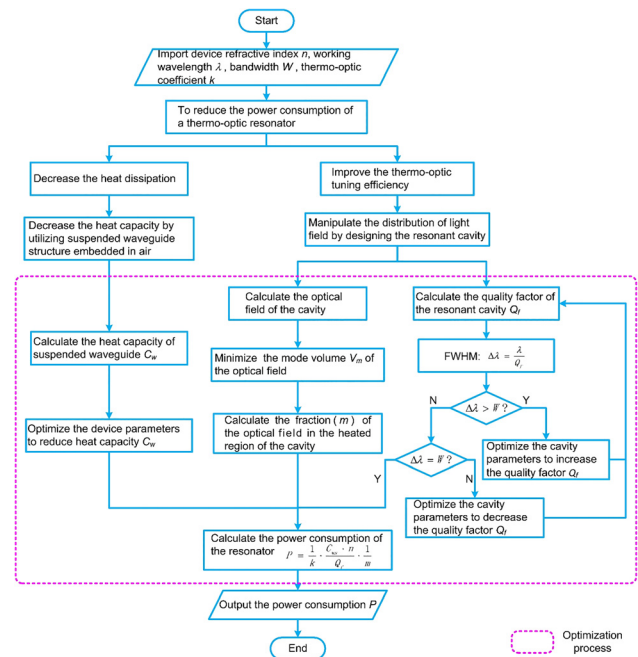 Start
Import device refractive index n, working
wavelength λ , bandwidth W , thermo-optic
coefficient k
To reduce the power consumption of
a thermo-optic resonator
Decrease the heat dissipation
Improve the thermo-optic
tuning efficiency
Decrease the heat capacity by
utilizing suspended waveguide
structure embedded in air
Manipulate the distribution of light
field by designing the resonant cavity
Calculate the optical
field of the cavity
Calculate the quality factor of
the resonant cavity Qf
Calculate the heat capacity of
suspended waveguide Cw
Minimize the mode volume Vm of
the optical field
FWHM: Δλ = λ / Qf
N
Δλ > W ?
Y
Optimize the device parameters
to reduce heat capacity Cw
Calculate the fraction ( m ) of
the optical field in the heated
region of the cavity
Optimize the cavity
parameters to increase
the quality factor Qf
Y
Δλ = W ?
N
Optimize the cavity
parameters to decrease
the quality factor Qf
Calculate the power consumption of
the resonator P = 1/k · Cw · n / Qf · 1/m
Output the power consumption P
End
Optimization
process